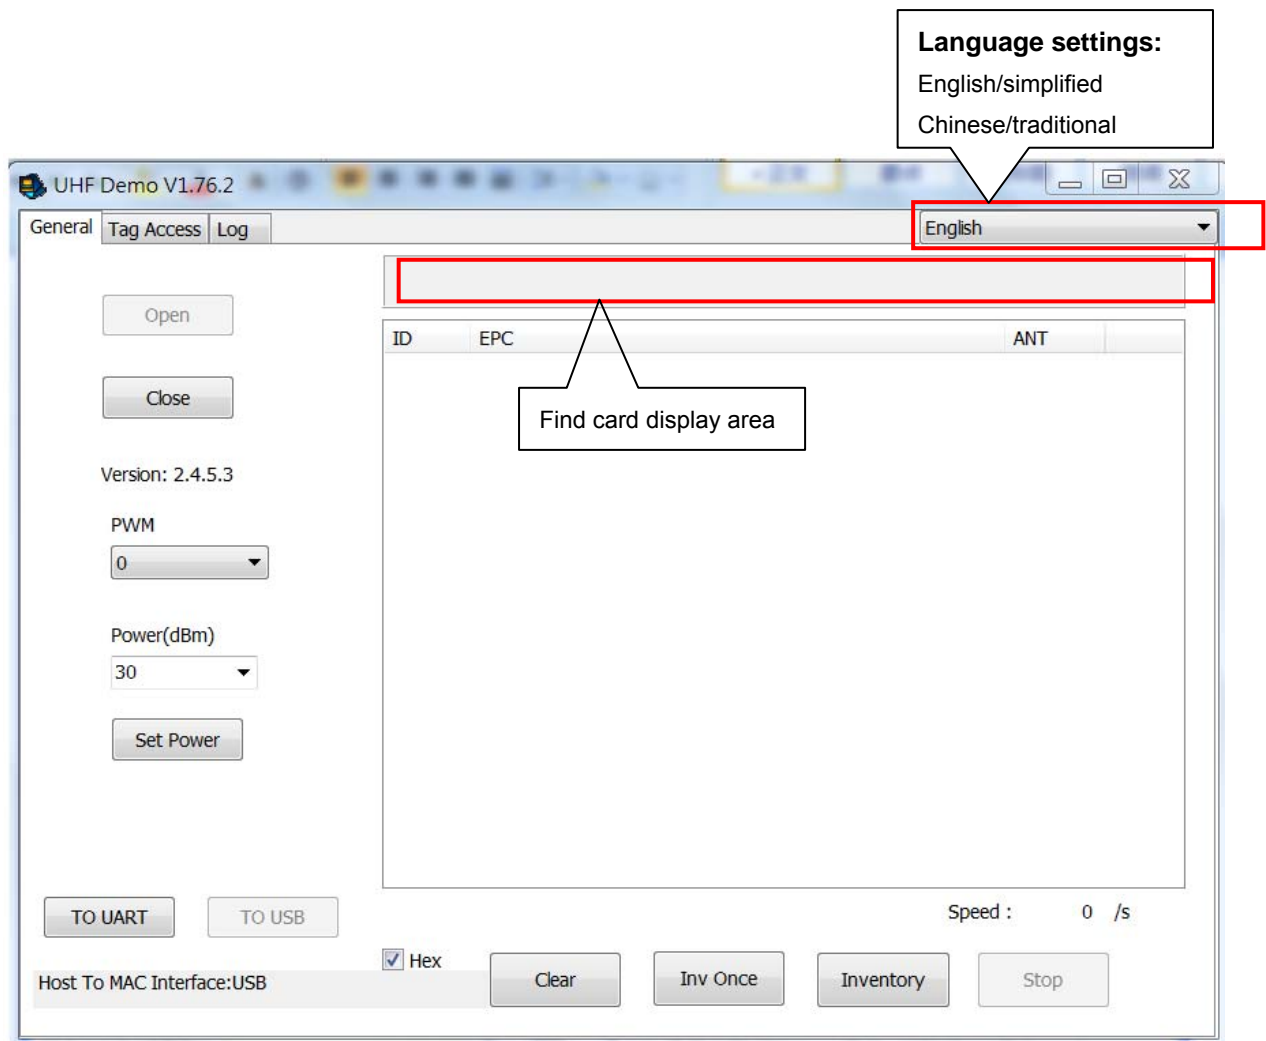 Language settings:
English/simplified
Chinese/traditional
UHF Demo V1.76.2
General Tag Access Log English
Open
ID EPC ANT
Close
Find card display area
Version: 2.4.5.3
PWM
0
Power(dBm)
30
Set Power
TO UART TO USB
Speed : 0 /s
Hex
Host To MAC Interface:USB
Clear Inv Once Inventory Stop